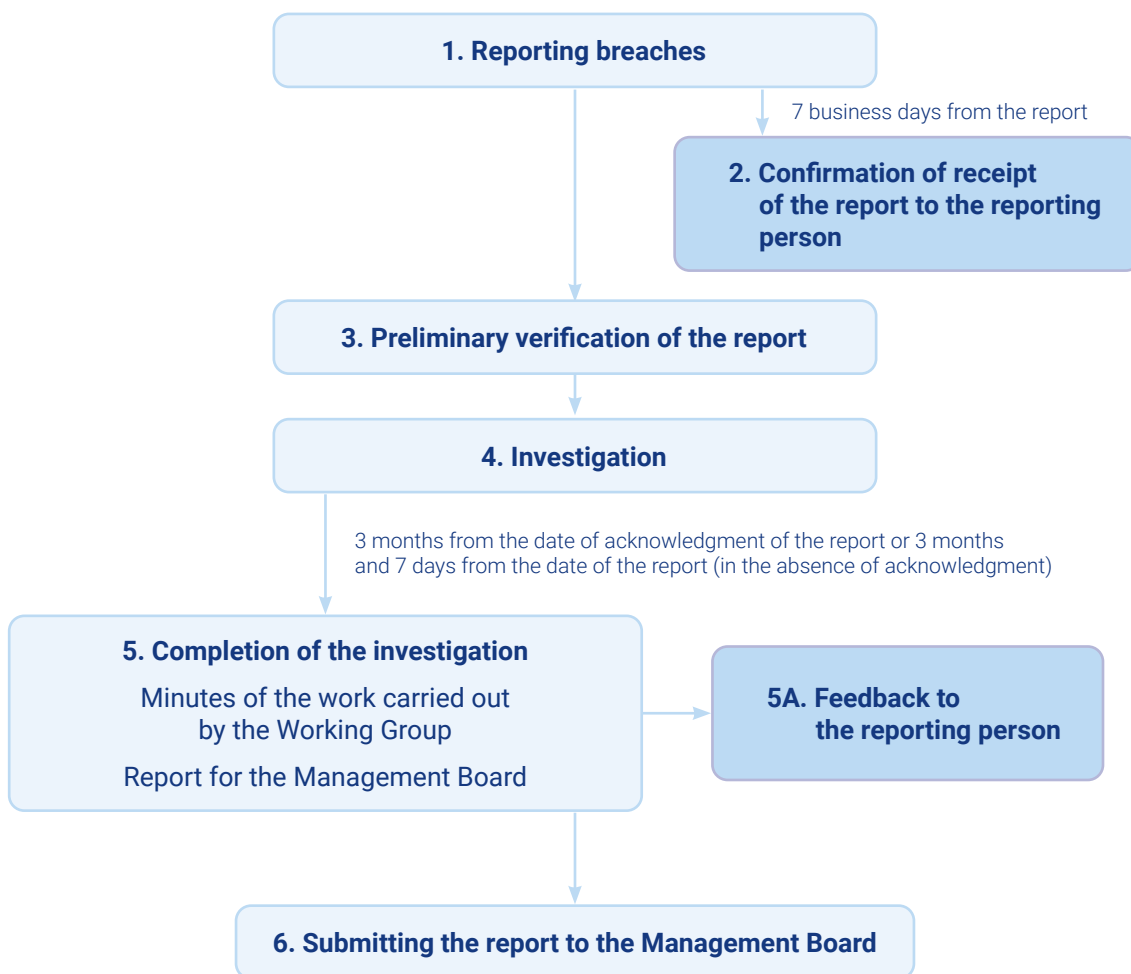 1. Reporting breaches
7 business days from the report
2. Confirmation of receipt
of the report to the reporting
person
3. Preliminary verification of the report
4. Investigation
3 months from the date of acknowledgment of the report or 3 months
and 7 days from the date of the report (in the absence of acknowledgment)
5. Completion of the investigation
Minutes of the work carried out
by the Working Group
Report for the Management Board
5A. Feedback to
the reporting person
6. Submitting the report to the Management Board